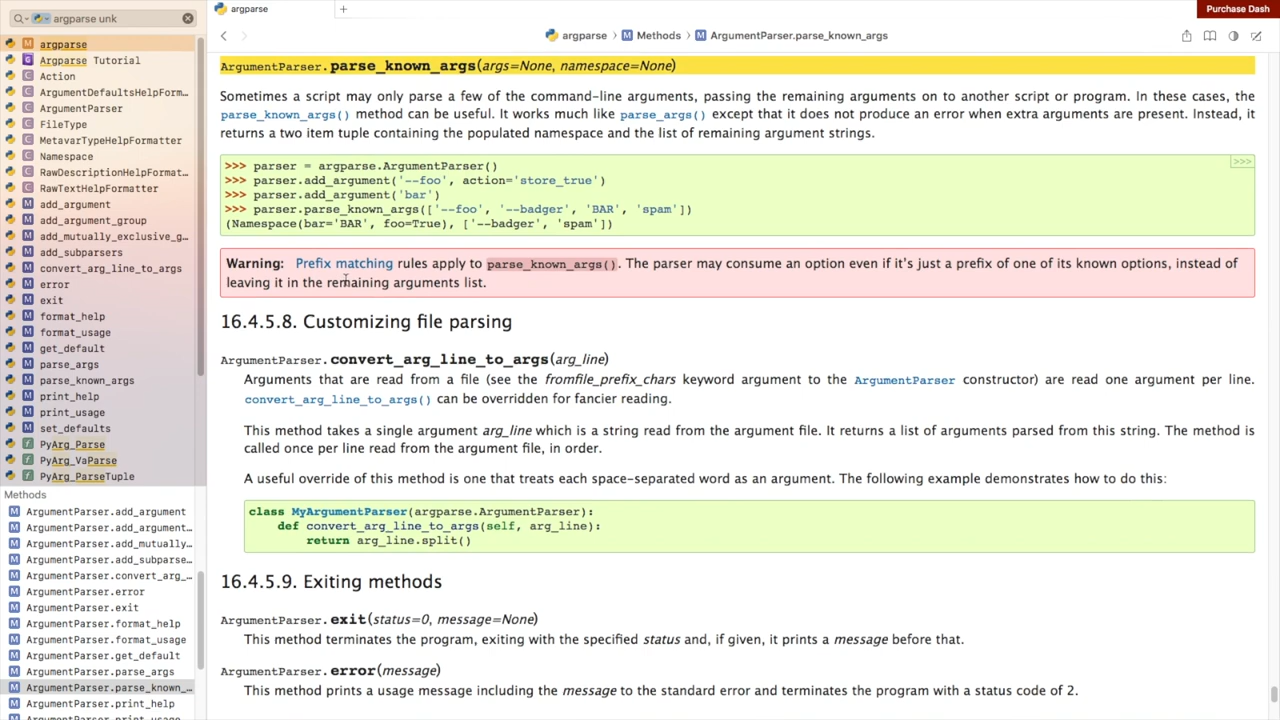 argparse unk
argparse
Argparse Tutorial
Action
ArgumentDefaultsHelpForm…
ArgumentParser
FileType
MetavarTypeHelpFormatter
Namespace
RawDescriptionHelpFormat…
RawTextHelpFormatter
add_argument
add_argument_group
add_mutually_exclusive_g…
add_subparsers
convert_arg_line_to_args
error
exit
format_help
format_usage
get_default
parse_args
parse_known_args
print_help
print_usage
set_defaults
PyArg_Parse
PyArg_VaParse
PyArg_ParseTuple
Methods
ArgumentParser.add_argument
ArgumentParser.add_argument…
ArgumentParser.add_mutually…
ArgumentParser.add_subparse…
ArgumentParser.convert_arg_…
ArgumentParser.error
ArgumentParser.exit
ArgumentParser.format_help
ArgumentParser.format_usage
ArgumentParser.get_default
ArgumentParser.parse_args
ArgumentParser.parse_known_…
ArgumentParser.print_help
ArgumentParser.print_usage
argparse
Purchase Dash
argparse > Methods > ArgumentParser.parse_known_args
ArgumentParser.parse_known_args(args=None, namespace=None)
Sometimes a script may only parse a few of the command-line arguments, passing the remaining arguments on to another script or program. In these cases, the
parse_known_args() method can be useful. It works much like parse_args() except that it does not produce an error when extra arguments are present. Instead, it
returns a two item tuple containing the populated namespace and the list of remaining argument strings.
>>>
>>> parser = argparse.ArgumentParser()
>>> parser.add_argument('--foo', action='store_true')
>>> parser.add_argument('bar')
>>> parser.parse_known_args(['--foo', '--badger', 'BAR', 'spam'])
(Namespace(bar='BAR', foo=True), ['--badger', 'spam'])
Warning: Prefix matching rules apply to parse_known_args(). The parser may consume an option even if it's just a prefix of one of its known options, instead of
leaving it in the remaining arguments list.
16.4.5.8. Customizing file parsing
ArgumentParser.convert_arg_line_to_args(arg_line)
Arguments that are read from a file (see the fromfile_prefix_chars keyword argument to the ArgumentParser constructor) are read one argument per line.
convert_arg_line_to_args() can be overridden for fancier reading.
This method takes a single argument arg_line which is a string read from the argument file. It returns a list of arguments parsed from this string. The method is
called once per line read from the argument file, in order.
A useful override of this method is one that treats each space-separated word as an argument. The following example demonstrates how to do this:
class MyArgumentParser(argparse.ArgumentParser):
def convert_arg_line_to_args(self, arg_line):
return arg_line.split()
16.4.5.9. Exiting methods
ArgumentParser.exit(status=0, message=None)
This method terminates the program, exiting with the specified status and, if given, it prints a message before that.
ArgumentParser.error(message)
This method prints a usage message including the message to the standard error and terminates the program with a status code of 2.